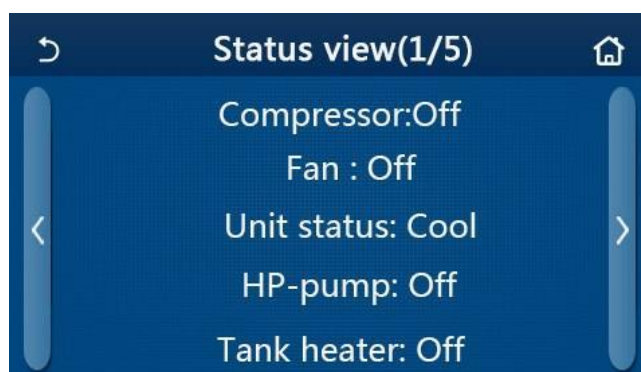 Status view(1/5)
Compressor:Off
Fan : Off
Unit status: Cool
HP-pump: Off
Tank heater: Off